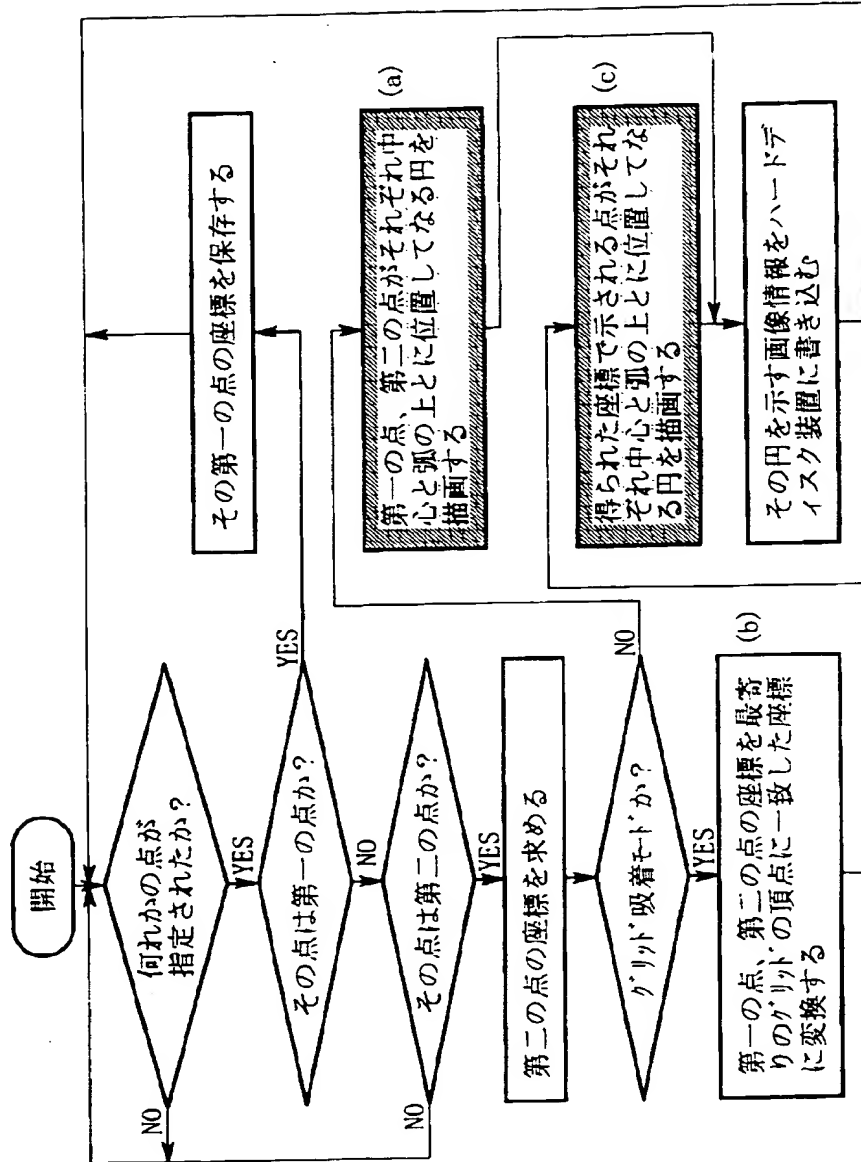 開始
何れかの点が
指定されたか?
NO
YES
その点は第一の点か?
YES
NO
その第一の点の座標を保存する
その点は第二の点か?
NO
YES
第二の点の座標を求める
グリッド吸着モードか?
NO
YES
第一の点、第二の点がそれぞれ中
心と弧の上とに位置してなる円を
描画する
(a)
第一の点、第二の点の座標を最寄
りのグリッドの頂点に一致した座標
に変換する
(b)
得られた座標で示される点がそれ
ぞれ中心と弧の上とに位置してな
る円を描画する
(c)
その円を示す画像情報をハードデ
ィスク装置に書き込む